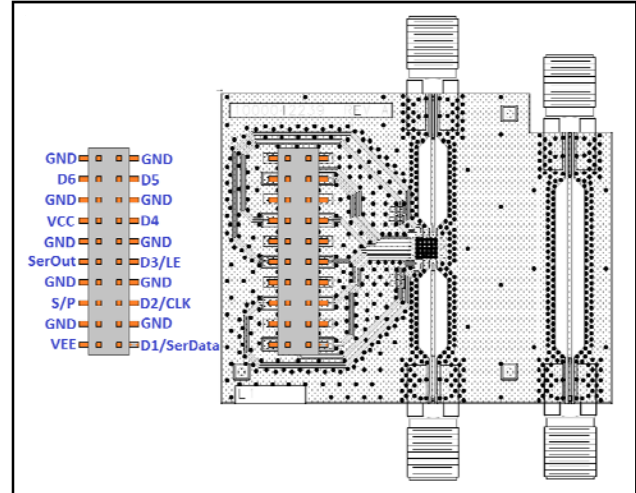 GND GND
D6 D5
GND GND
VCC D4
GND GND
SerOut D3/LE
GND GND
S/P D2/CLK
GND GND
VEE D1/SerData